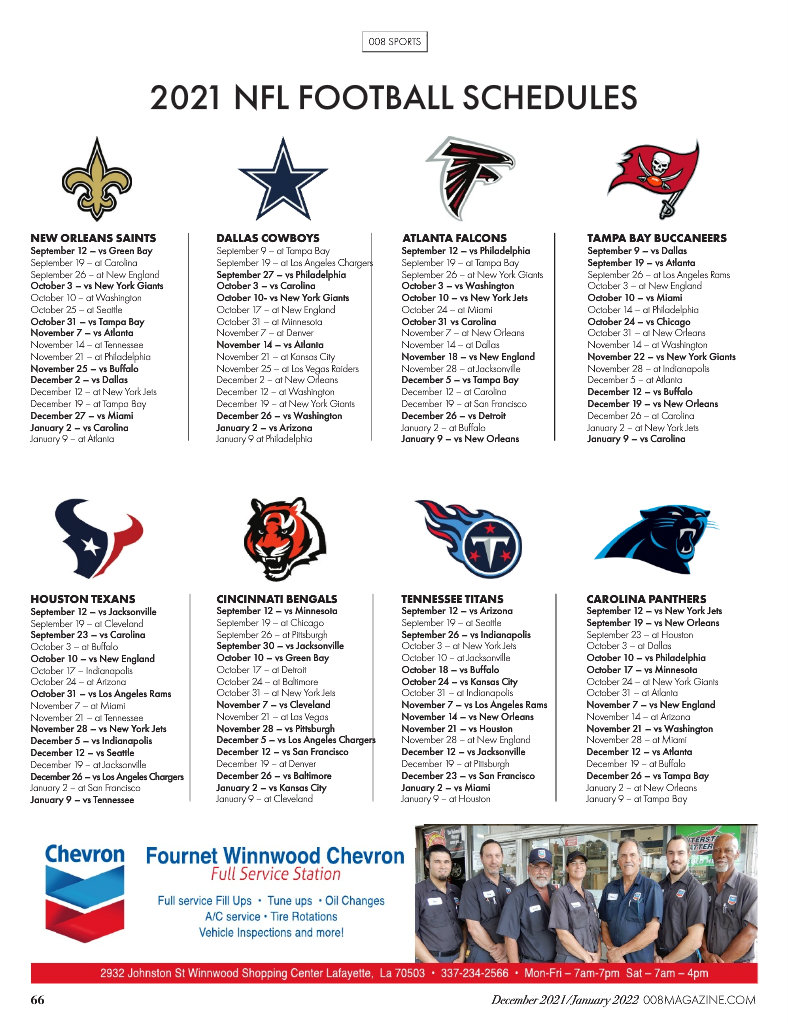 008 SPORTS
2021 NFL FOOTBALL SCHEDULES
NEW ORLEANS SAINTS
September 12 – vs Green Bay
September 19 – at Carolina
September 26 – at New England
October 3 – vs New York Giants
October 10 – at Washington
October 25 – at Seattle
October 31 – vs Tampa Bay
November 7 – vs Atlanta
November 14 – at Tennessee
November 21 – at Philadelphia
November 25 – vs Buffalo
December 2 – vs Dallas
December 12 – at New York Jets
December 19 – at Tampa Bay
December 27 – vs Miami
January 2 – vs Carolina
January 9 – at Atlanta
DALLAS COWBOYS
September 9 – at Tampa Bay
September 19 – at Los Angeles Chargers
September 27 – vs Philadelphia
October 3 – vs Carolina
October 10- vs New York Giants
October 17 – at New England
October 31 – at Minnesota
November 7 – at Denver
November 14 – vs Atlanta
November 21 – at Kansas City
November 25 – at Los Vegas Raiders
December 2 – at New Orleans
December 12 – at Washington
December 19 – at New York Giants
December 26 – vs Washington
January 2 – vs Arizona
January 9 at Philadelphia
ATLANTA FALCONS
September 12 – vs Philadelphia
September 19 – at Tampa Bay
September 26 – at New York Giants
October 3 – vs Washington
October 10 – vs New York Jets
October 24 – at Miami
October 31 vs Carolina
November 7 – at New Orleans
November 14 – at Dallas
November 18 – vs New England
November 28 – at Jacksonville
December 5 – vs Tampa Bay
December 12 – at Carolina
December 19 – at San Francisco
December 26 – vs Detroit
January 2 – at Buffalo
January 9 – vs New Orleans
TAMPA BAY BUCCANEERS
September 9 – vs Dallas
September 19 – vs Atlanta
September 26 – at Los Angeles Rams
October 3 – at New England
October 10 – vs Miami
October 14 – at Philadelphia
October 24 – vs Chicago
October 31 – at New Orleans
November 14 – at Washington
November 22 – vs New York Giants
November 28 – at Indianapolis
December 5 – at Atlanta
December 12 – vs Buffalo
December 19 – vs New Orleans
December 26 – at Carolina
January 2 – at New York Jets
January 9 – vs Carolina
HOUSTON TEXANS
September 12 – vs Jacksonville
September 19 – at Cleveland
September 23 – vs Carolina
October 3 – at Buffalo
October 10 – vs New England
October 17 – Indianapolis
October 24 – at Arizona
October 31 – vs Los Angeles Rams
November 7 – at Miami
November 21 – at Tennessee
November 28 – vs New York Jets
December 5 – vs Indianapolis
December 12 – vs Seattle
December 19 – at Jacksonville
December 26 – vs Los Angeles Chargers
January 2 – at San Francisco
January 9 – vs Tennessee
CINCINNATI BENGALS
September 12 – vs Minnesota
September 19 – at Chicago
September 26 – at Pittsburgh
September 30 – vs Jacksonville
October 10 – vs Green Bay
October 17 – at Detroit
October 24 – at Baltimore
October 31 – at New York Jets
November 7 – vs Cleveland
November 21 – at Las Vegas
November 28 – vs Pittsburgh
December 5 – vs Los Angeles Chargers
December 12 – vs San Francisco
December 19 – at Denver
December 26 – vs Baltimore
January 2 – vs Kansas City
January 9 – at Cleveland
TENNESSEE TITANS
September 12 – vs Arizona
September 19 – at Seattle
September 26 – vs Indianapolis
October 3 – at New York Jets
October 10 – at Jacksonville
October 18 – vs Buffalo
October 24 – vs Kansas City
October 31 – at Indianapolis
November 7 – vs Los Angeles Rams
November 14 – vs New Orleans
November 21 – vs Houston
November 28 – at New England
December 12 – vs Jacksonville
December 19 – at Pittsburgh
December 23 – vs San Francisco
January 2 – vs Miami
January 9 – at Houston
CAROLINA PANTHERS
September 12 – vs New York Jets
September 19 – vs New Orleans
September 23 – at Houston
October 3 – at Dallas
October 10 – vs Philadelphia
October 17 – vs Minnesota
October 24 – at New York Giants
October 31 – at Atlanta
November 7 – vs New England
November 14 – at Arizona
November 21 – vs Washington
November 28 – at Miami
December 12 – vs Atlanta
December 19 – at Buffalo
December 26 – vs Tampa Bay
January 2 – at New Orleans
January 9 – at Tampa Bay
Chevron
Fournet Winnwood Chevron
Full Service Station
Full service Fill Ups • Tune ups • Oil Changes
A/C service • Tire Rotations
Vehicle Inspections and more!
2932 Johnston St Winnwood Shopping Center Lafayette, La 70503 • 337-234-2566 • Mon-Fri – 7am-7pm Sat – 7am – 4pm
66
December 2021/January 2022 008MAGAZINE.COM